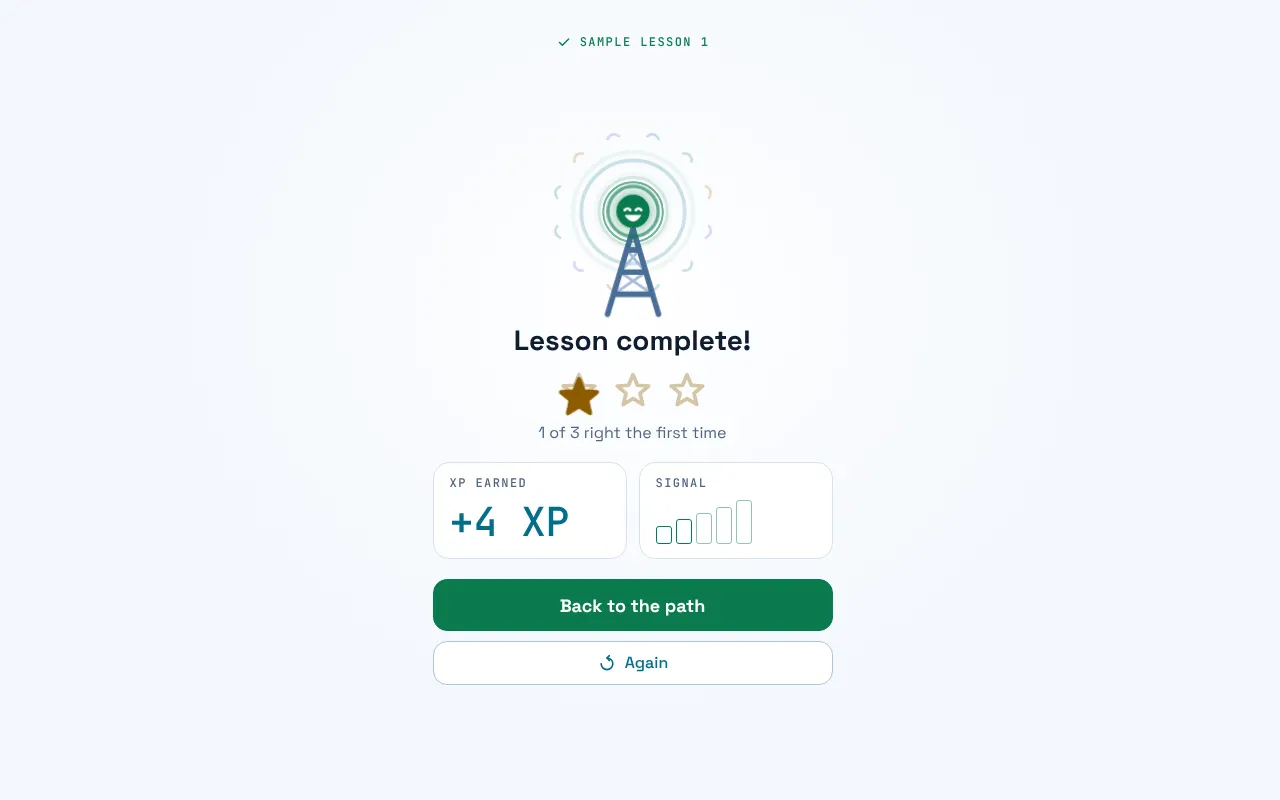 SAMPLE LESSON 1
Lesson complete!
1 of 3 right the first time
XP EARNED
+4 XP
SIGNAL
Back to the path
Again